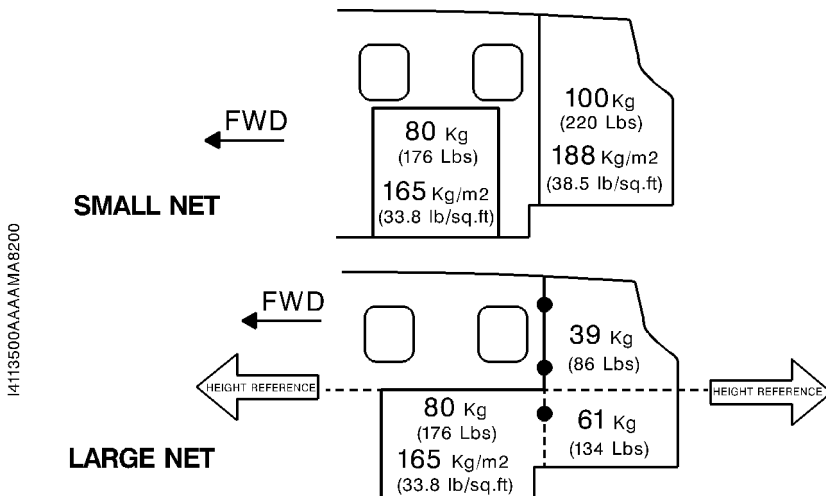 FWD
80 Kg
(176 Lbs)
165 Kg/m2
(33.8 lb/sq.ft)
100 Kg
(220 Lbs)
188 Kg/m2
(38.5 lb/sq.ft)
SMALL NET
I4113500AAAAMA8200
FWD
HEIGHT REFERENCE
HEIGHT REFERENCE
39 Kg
(86 Lbs)
80 Kg
(176 Lbs)
165 Kg/m2
(33.8 lb/sq.ft)
61 Kg
(134 Lbs)
LARGE NET